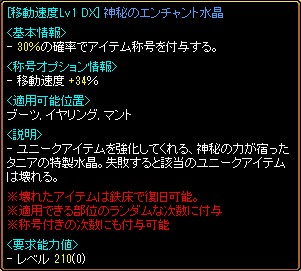 [移動速度Lv1 DX] 神秘のエンチャント水晶
<基本情報>
- 30%の確率でアイテム称号を付与する。
<称号オプション情報>
- 移動速度 +34%
<適用可能位置>
ブーツ, イヤリング, マント
<説明>
- ユニークアイテムを強化してくれる、神秘の力が宿った
タニアの特製水晶。失敗すると該当のユニークアイテム
は壊れる。
※壊れたアイテムは鉄床で復旧可能。
※適用できる部位のランダムな次数に付与
※称号付きの次数にも付与可能
<要求能力値>
- レベル 210(0)